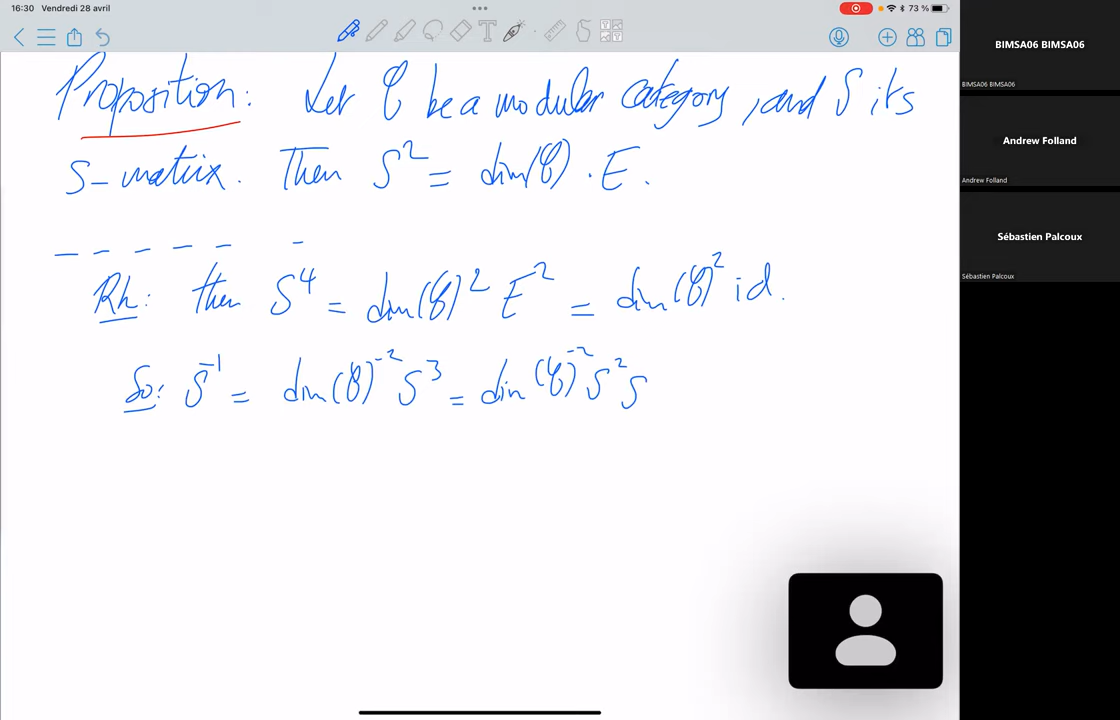 16:30 Vendredi 28 avril
73 %
Proposition: Let C be a modular category, and S its
S-matrix. Then S² = dim(C) . E.
Rk: then S⁴ = dim(C)² E² = dim(C)² id.
So: S⁻¹ = dim(C)⁻² S³ = dim(C)⁻² S² S
BIMSA06 BIMSA06
BIMSA06 BIMSA06
Andrew Folland
Andrew Folland
Sébastien Palcoux
Sébastien Palcoux